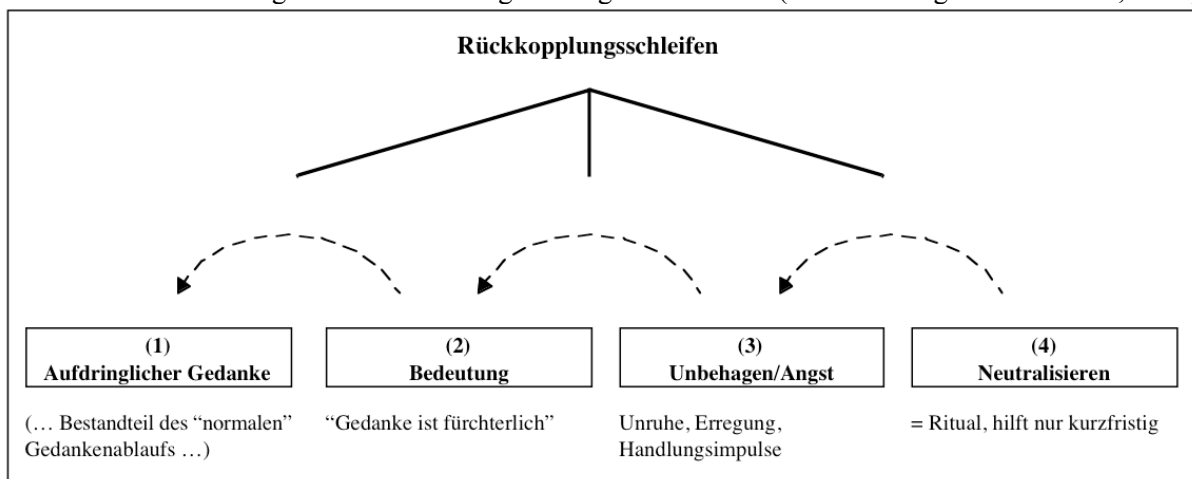 Rückkopplungsschleifen
(1)
Aufdringlicher Gedanke
(… Bestandteil des “normalen”
Gedankenablaufs …)
(2)
Bedeutung
“Gedanke ist fürchterlich”
(3)
Unbehagen/Angst
Unruhe, Erregung,
Handlungsimpulse
(4)
Neutralisieren
= Ritual, hilft nur kurzfristig